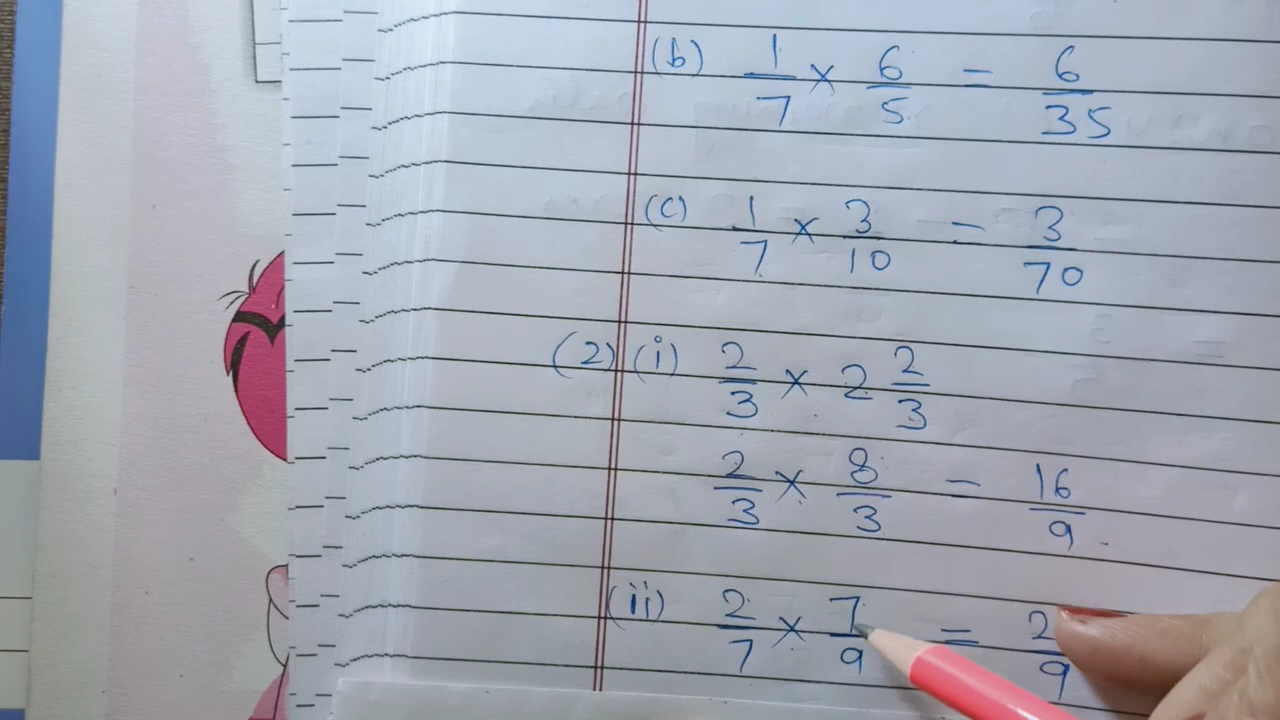 (b) 1/7 × 6/5 = 6/35
(c) 1/7 × 3/10 = 3/70
(2) (i) 2/3 × 2 2/3
2/3 × 8/3 = 16/9
(ii) 2/7 × 7/9 = 2/9